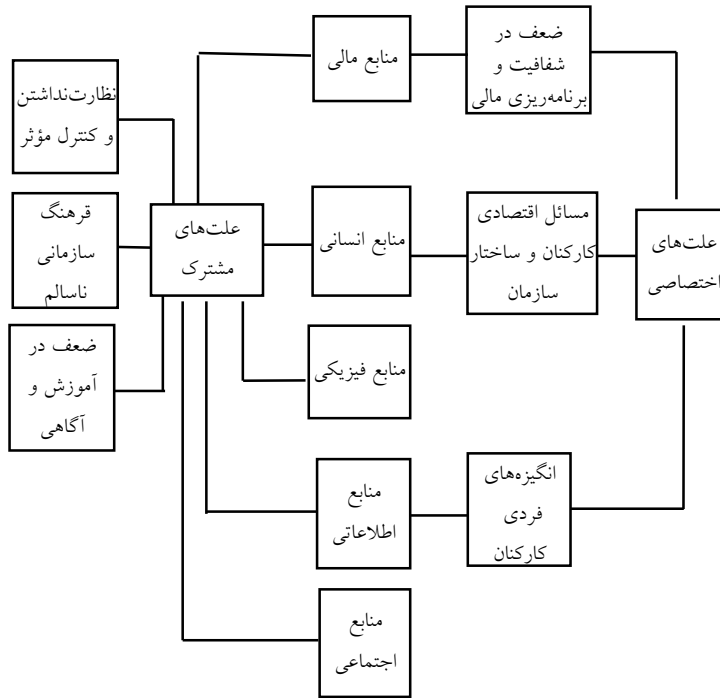 ضعف در
شفافیت و
برنامه‌ریزی مالی
منابع مالی
نظارت‌نداشتن
و کنترل مؤثر
علت‌های
اختصاصی
مسائل اقتصادی
کارکنان و ساختار
سازمان
منابع انسانی
علت‌های
مشترک
قرهنگ
سازمانی
ناسالم
منابع فیزیکی
ضعف در
آموزش و
آگاهی
انگیزه‌های
فردی
کارکنان
منابع
اطلاعاتی
منابع
اجتماعی